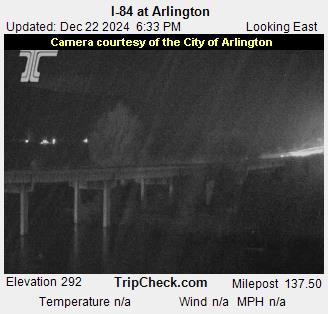 I-84 at Arlington
Updated: Dec 22 2024 6:33 PM Looking East
Camera courtesy of the City of Arlington
Elevation 292 TripCheck.com Milepost 137.50
Temperature n/a Wind n/a MPH n/a